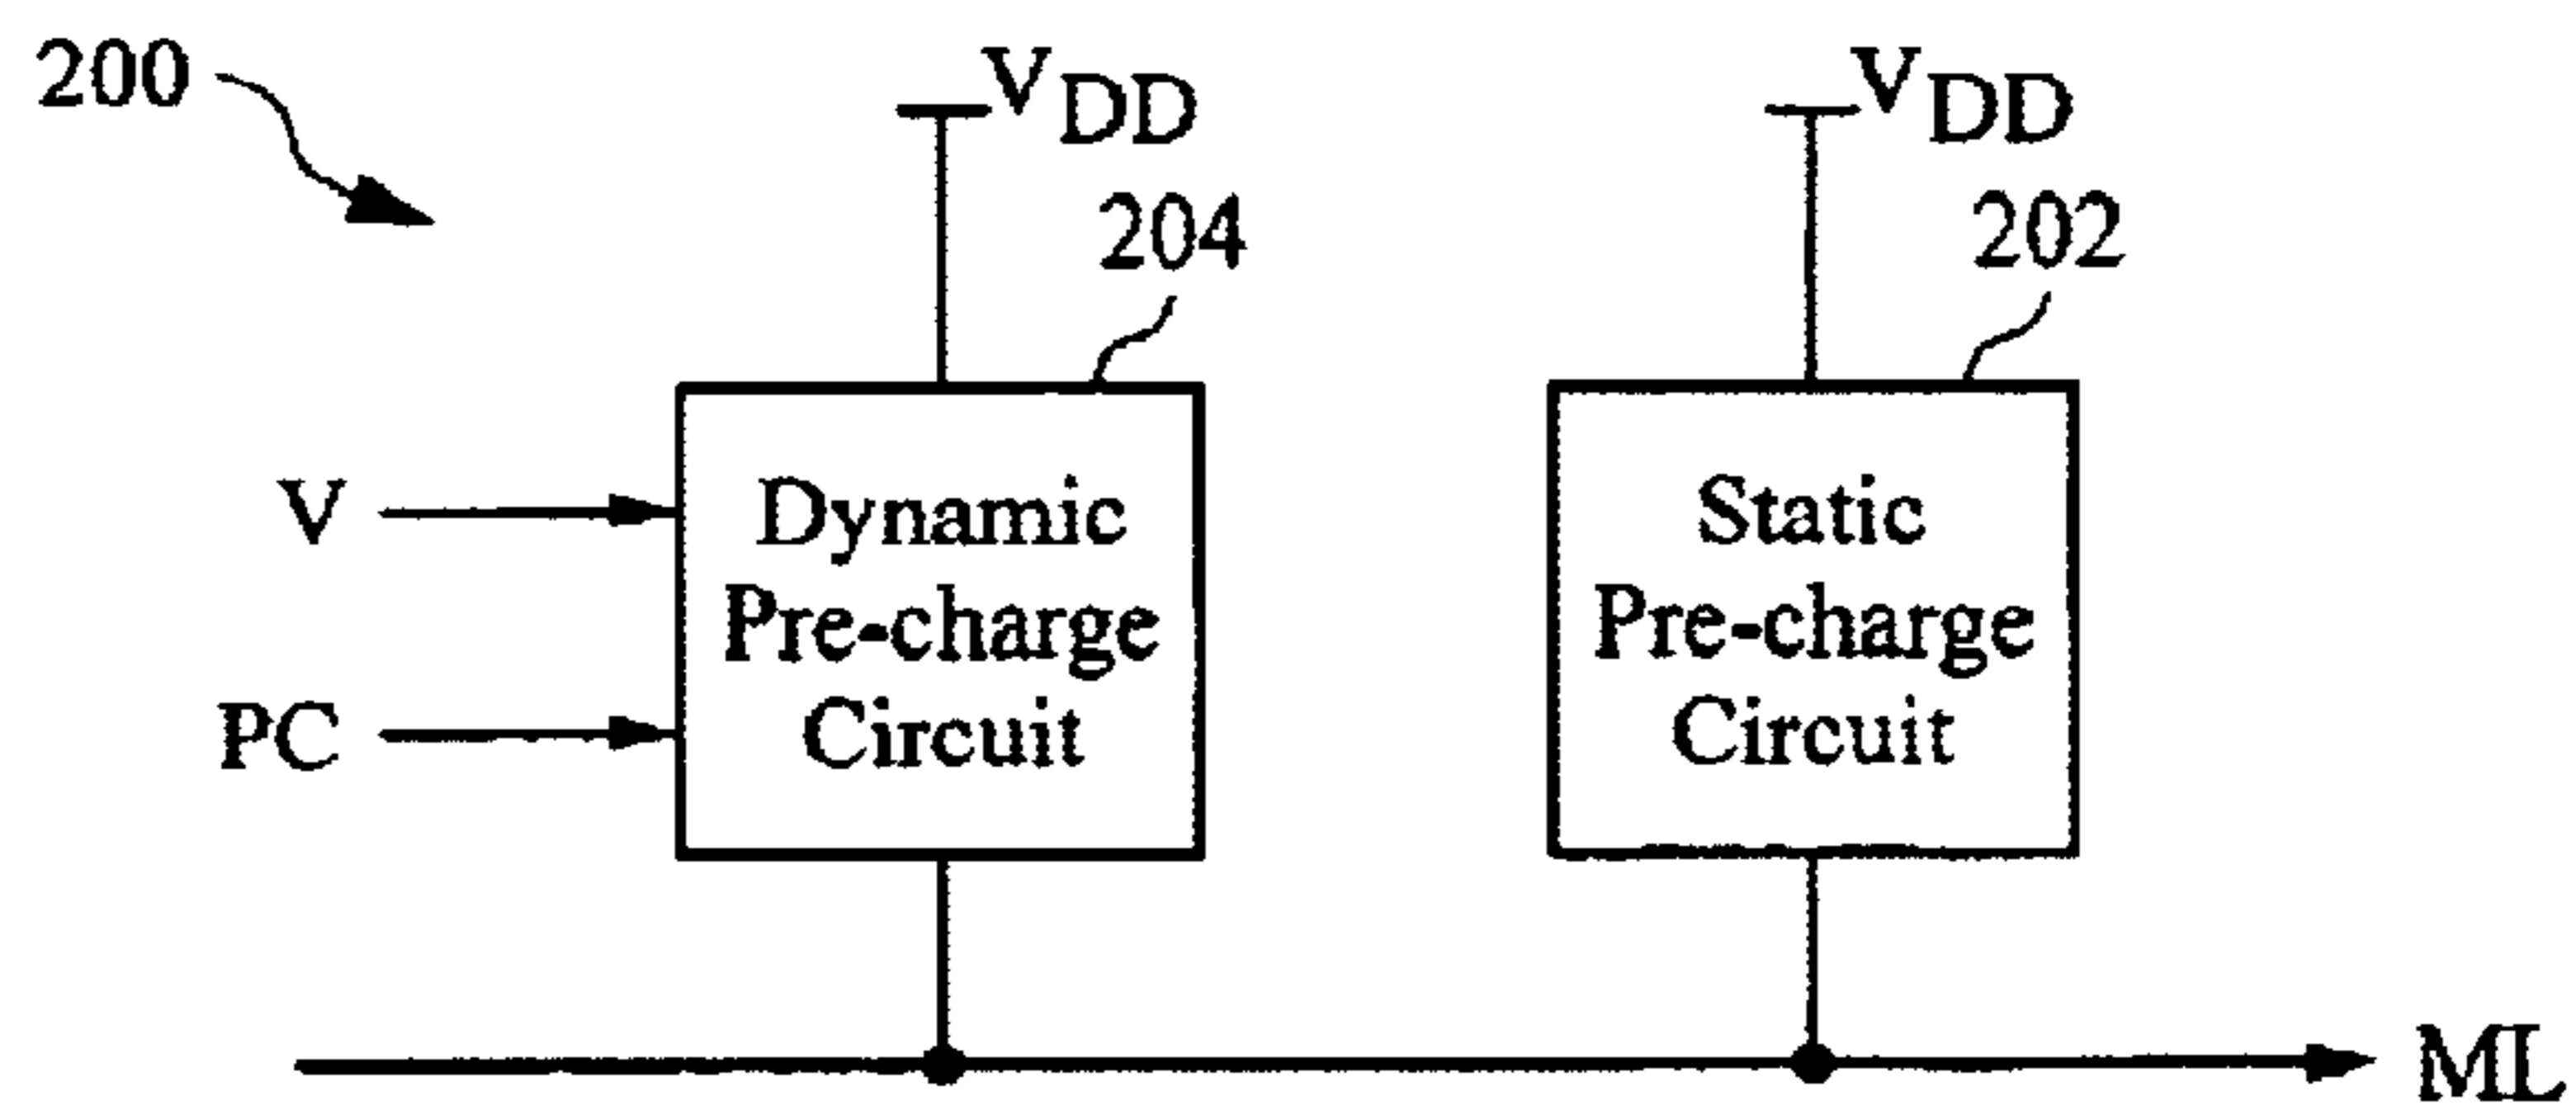 200
VDD
VDD
204
202
V
Dynamic
Pre-charge
Circuit
Static
Pre-charge
Circuit
PC
ML